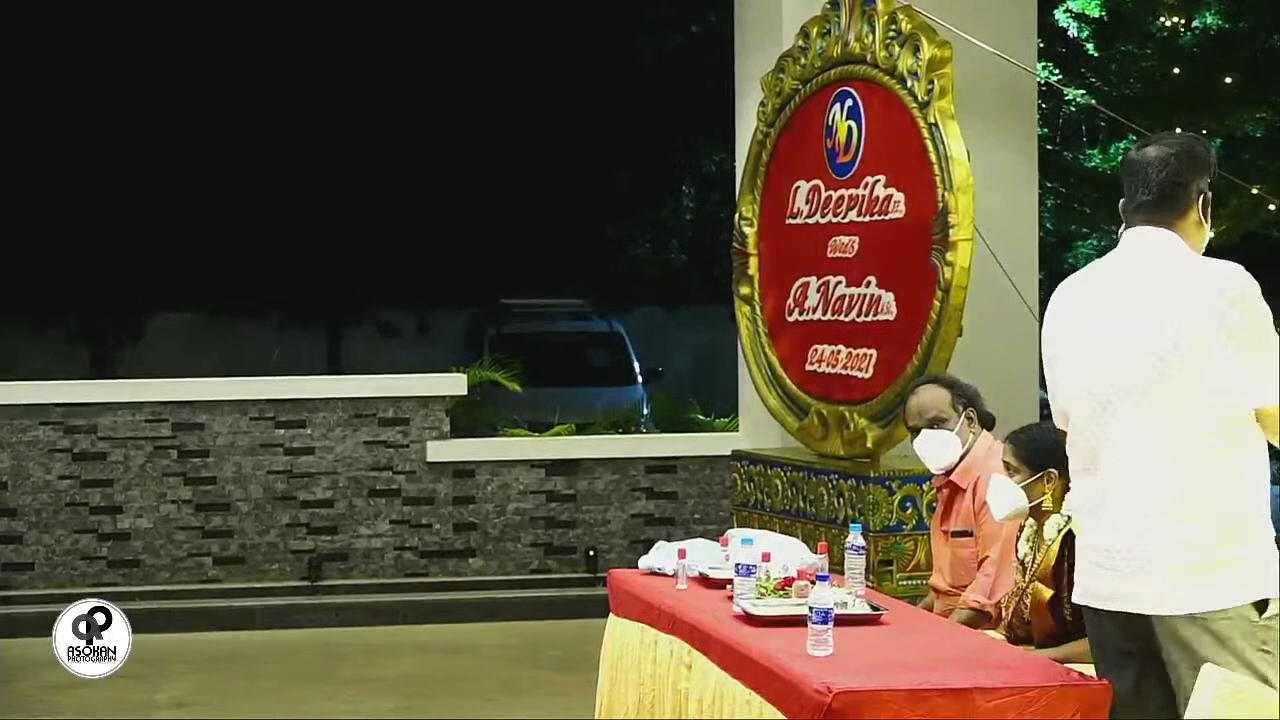 ND
L.Deepika
Weds
A.Navin
24.05.2021
ASOKAN
PHOTOGRAPHY